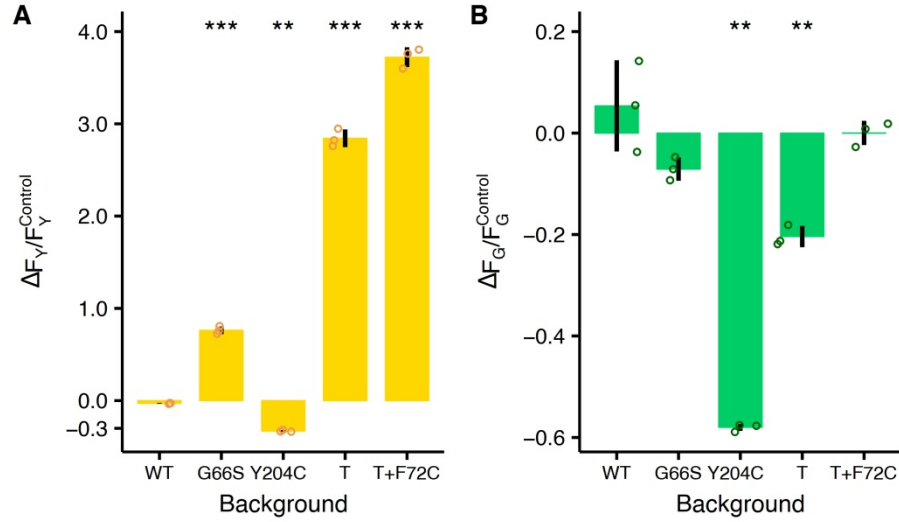 A
B
*** ** *** ***
** **
4.0
3.0
2.0
1.0
0.0
−0.3
ΔF_Y/F_Y^Control
WT G66S Y204C T T+F72C
Background
0.2
0.0
−0.2
−0.4
−0.6
ΔF_G/F_G^Control
WT G66S Y204C T T+F72C
Background